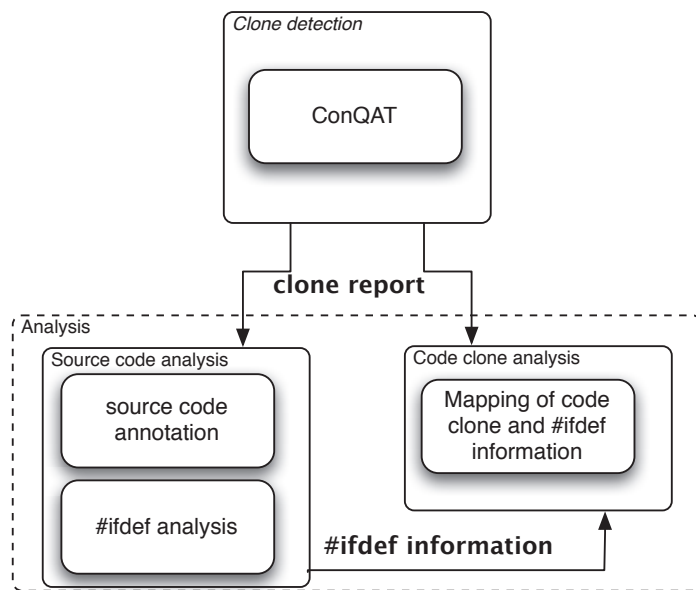 Clone detection
ConQAT
clone report
Analysis
Source code analysis
source code
annotation
#ifdef analysis
Code clone analysis
Mapping of code
clone and #ifdef
information
#ifdef information